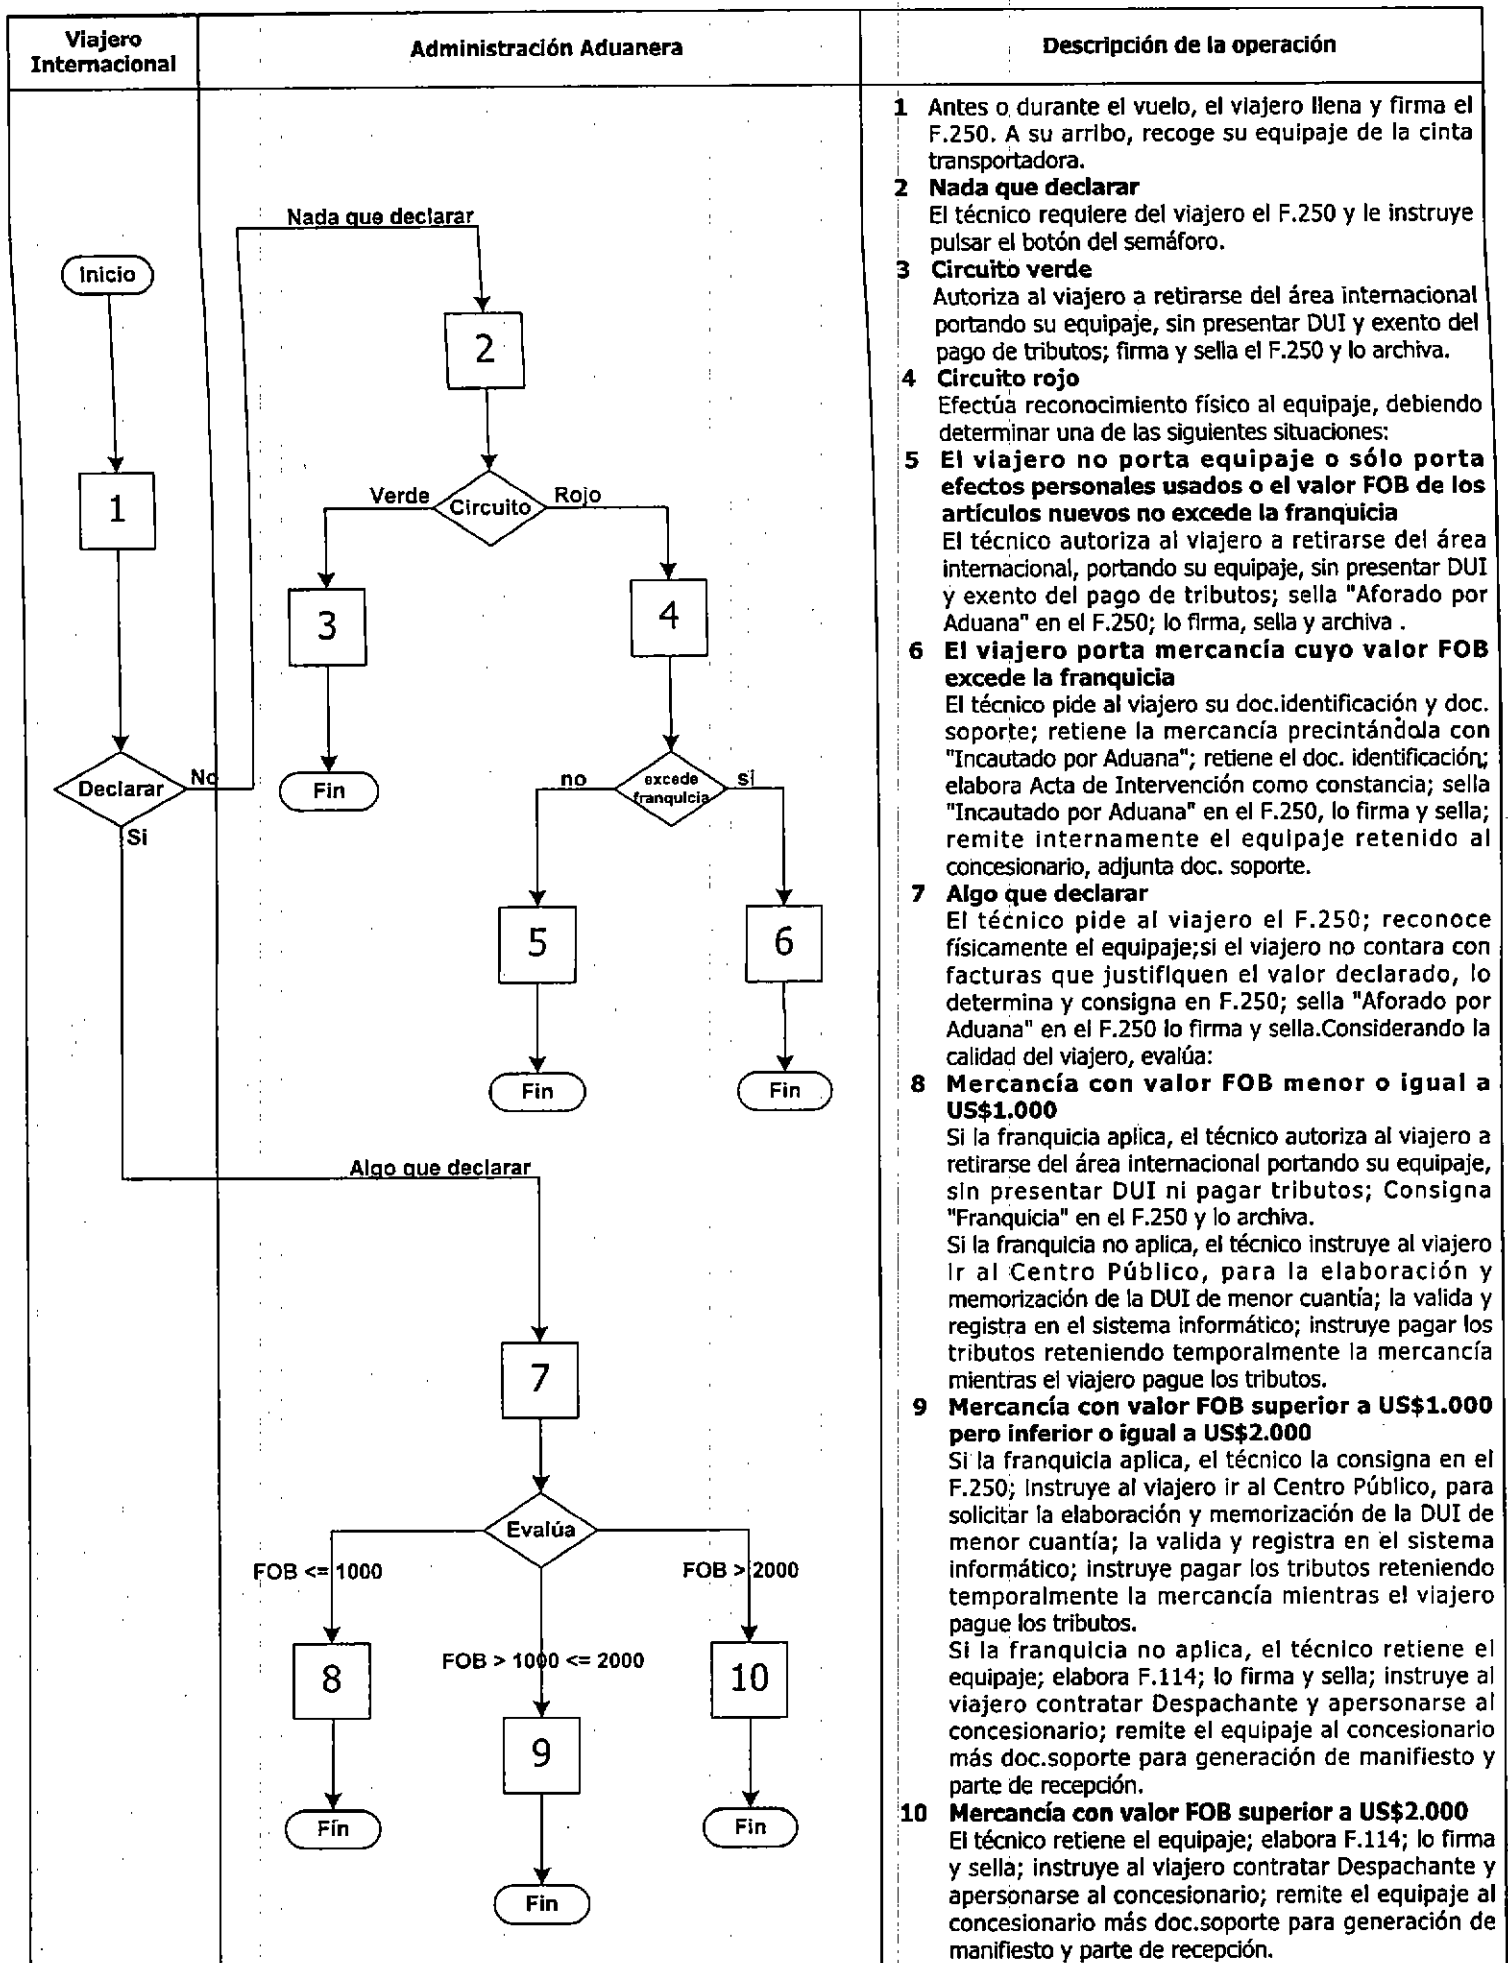 Viajero
Internacional
Administración Aduanera
Descripción de la operación
Inicio
1
Declarar
No
Si
Nada que declarar
2
Circuito
Verde
Rojo
3
4
Fin
excede
franquicia
no
si
5
6
Fin
Fin
Algo que declarar
7
Evalúa
FOB <= 1000
FOB > 1000 <= 2000
FOB > 2000
8
9
10
Fín
Fin
Fin
1 Antes o durante el vuelo, el viajero llena y firma el
F.250. A su arribo, recoge su equipaje de la cinta
transportadora.
2 Nada que declarar
El técnico requiere del viajero el F.250 y le instruye
pulsar el botón del semáforo.
3 Circuito verde
Autoriza al viajero a retirarse del área internacional
portando su equipaje, sin presentar DUI y exento del
pago de tributos; firma y sella el F.250 y lo archiva.
4 Circuito rojo
Efectúa reconocimiento físico al equipaje, debiendo
determinar una de las siguientes situaciones:
5 El viajero no porta equipaje o sólo porta
efectos personales usados o el valor FOB de los
artículos nuevos no excede la franquicia
El técnico autoriza al viajero a retirarse del área
internacional, portando su equipaje, sin presentar DUI
y exento del pago de tributos; sella "Aforado por
Aduana" en el F.250; lo firma, sella y archiva .
6 El viajero porta mercancía cuyo valor FOB
excede la franquicia
El técnico pide al viajero su doc.identificación y doc.
soporte; retiene la mercancía precintándola con
"Incautado por Aduana"; retiene el doc. identificación;
elabora Acta de Intervención como constancia; sella
"Incautado por Aduana" en el F.250, lo firma y sella;
remite internamente el equipaje retenido al
concesionario, adjunta doc. soporte.
7 Algo que declarar
El técnico pide al viajero el F.250; reconoce
físicamente el equipaje;si el viajero no contara con
facturas que justifiquen el valor declarado, lo
determina y consigna en F.250; sella "Aforado por
Aduana" en el F.250 lo firma y sella.Considerando la
calidad del viajero, evalúa:
8 Mercancía con valor FOB menor o igual a
US$1.000
Si la franquicia aplica, el técnico autoriza al viajero a
retirarse del área internacional portando su equipaje,
sin presentar DUI ni pagar tributos; Consigna
"Franquicia" en el F.250 y lo archiva.
Si la franquicia no aplica, el técnico instruye al viajero
ir al Centro Público, para la elaboración y
memorización de la DUI de menor cuantía; la valida y
registra en el sistema informático; instruye pagar los
tributos reteniendo temporalmente la mercancía
mientras el viajero pague los tributos.
9 Mercancía con valor FOB superior a US$1.000
pero inferior o igual a US$2.000
Si la franquicia aplica, el técnico la consigna en el
F.250; instruye al viajero ir al Centro Público, para
solicitar la elaboración y memorización de la DUI de
menor cuantía; la valida y registra en el sistema
informático; instruye pagar los tributos reteniendo
temporalmente la mercancía mientras el viajero
pague los tributos.
Si la franquicia no aplica, el técnico retiene el
equipaje; elabora F.114; lo firma y sella; instruye al
viajero contratar Despachante y apersonarse al
concesionario; remite el equipaje al concesionario
más doc.soporte para generación de manifiesto y
parte de recepción.
10 Mercancía con valor FOB superior a US$2.000
El técnico retiene el equipaje; elabora F.114; lo firma
y sella; instruye al viajero contratar Despachante y
apersonarse al concesionario; remite el equipaje al
concesionario más doc.soporte para generación de
manifiesto y parte de recepción.